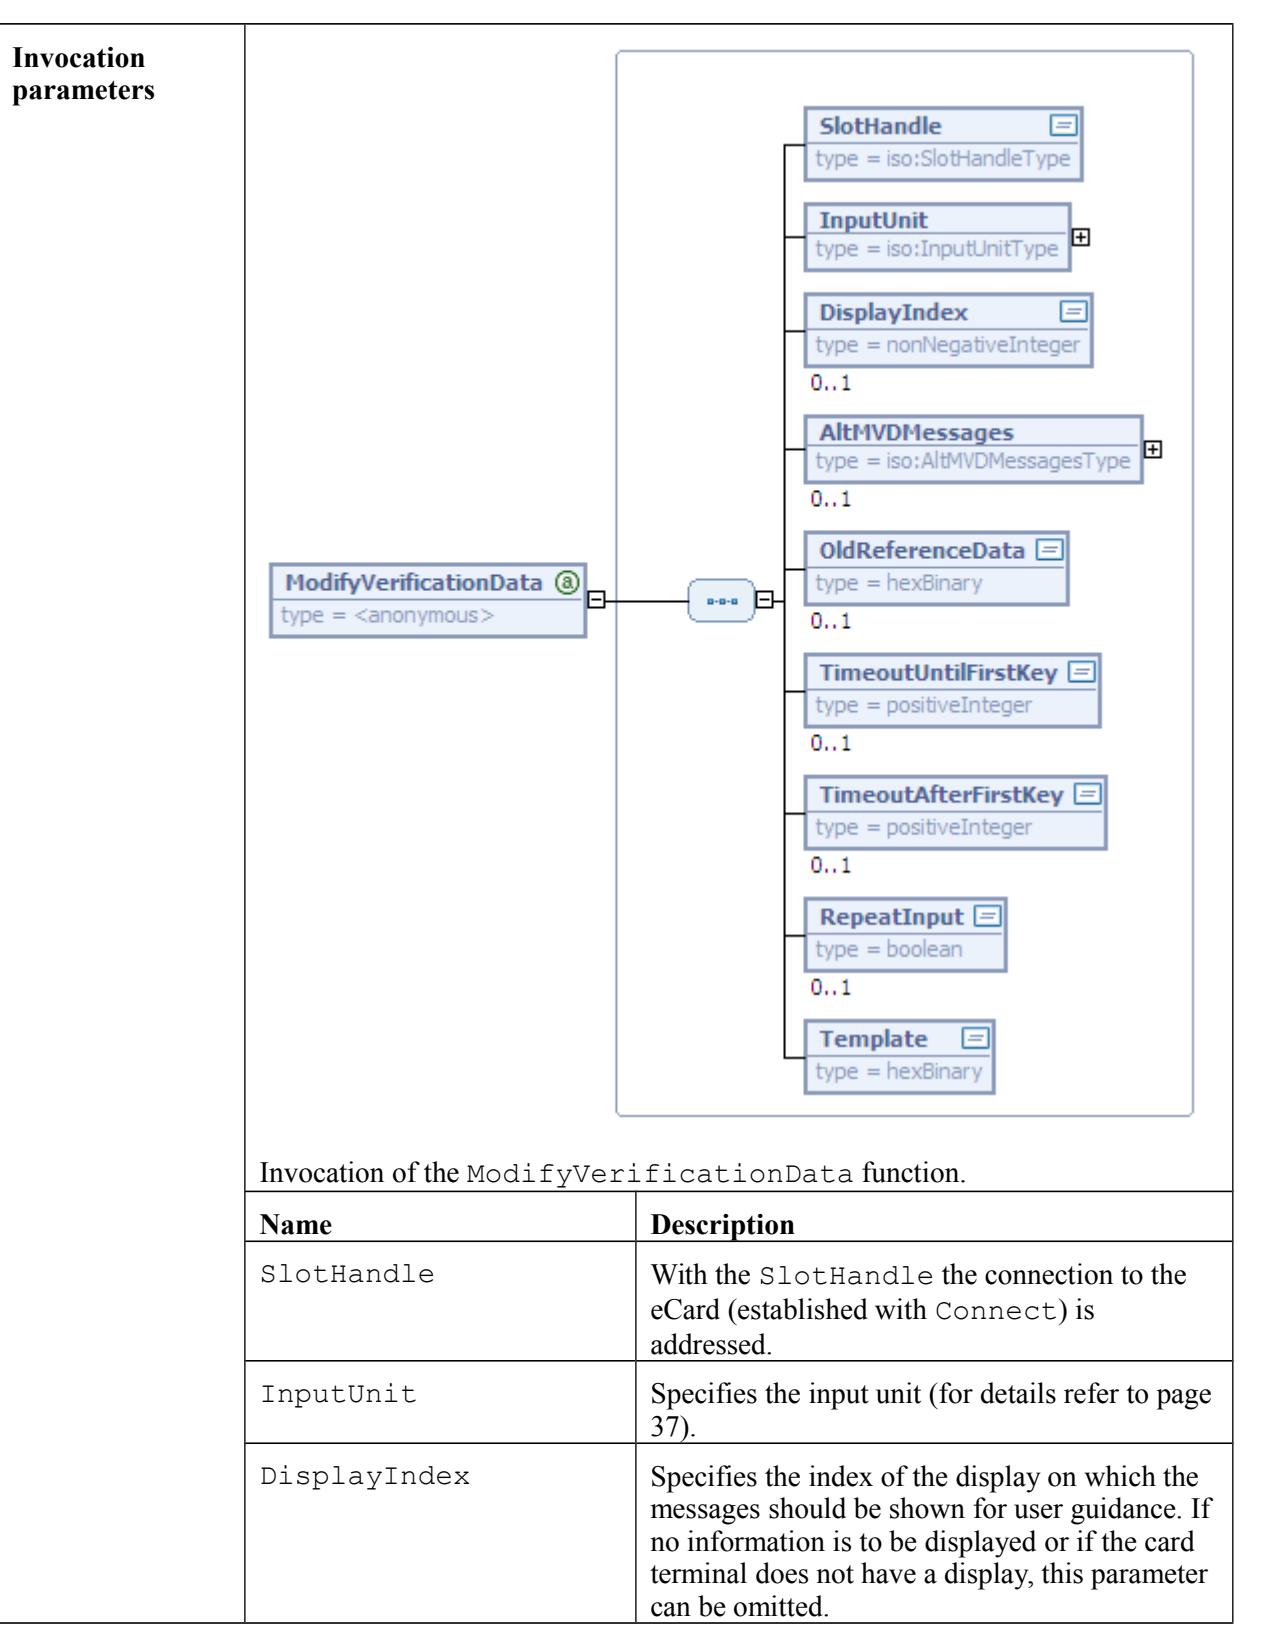 Invocation
parameters
SlotHandle
type = iso:SlotHandleType
InputUnit
type = iso:InputUnitType
DisplayIndex
type = nonNegativeInteger
0..1
AltMVDMessages
type = iso:AltMVDMessagesType
0..1
OldReferenceData
type = hexBinary
0..1
ModifyVerificationData
type = <anonymous>
TimeoutUntilFirstKey
type = positiveInteger
0..1
TimeoutAfterFirstKey
type = positiveInteger
0..1
RepeatInput
type = boolean
0..1
Template
type = hexBinary
Invocation of the ModifyVerificationData function.
Name Description
SlotHandle With the SlotHandle the connection to the
eCard (established with Connect) is
addressed.
InputUnit Specifies the input unit (for details refer to page
37).
DisplayIndex Specifies the index of the display on which the
messages should be shown for user guidance. If
no information is to be displayed or if the card
terminal does not have a display, this parameter
can be omitted.